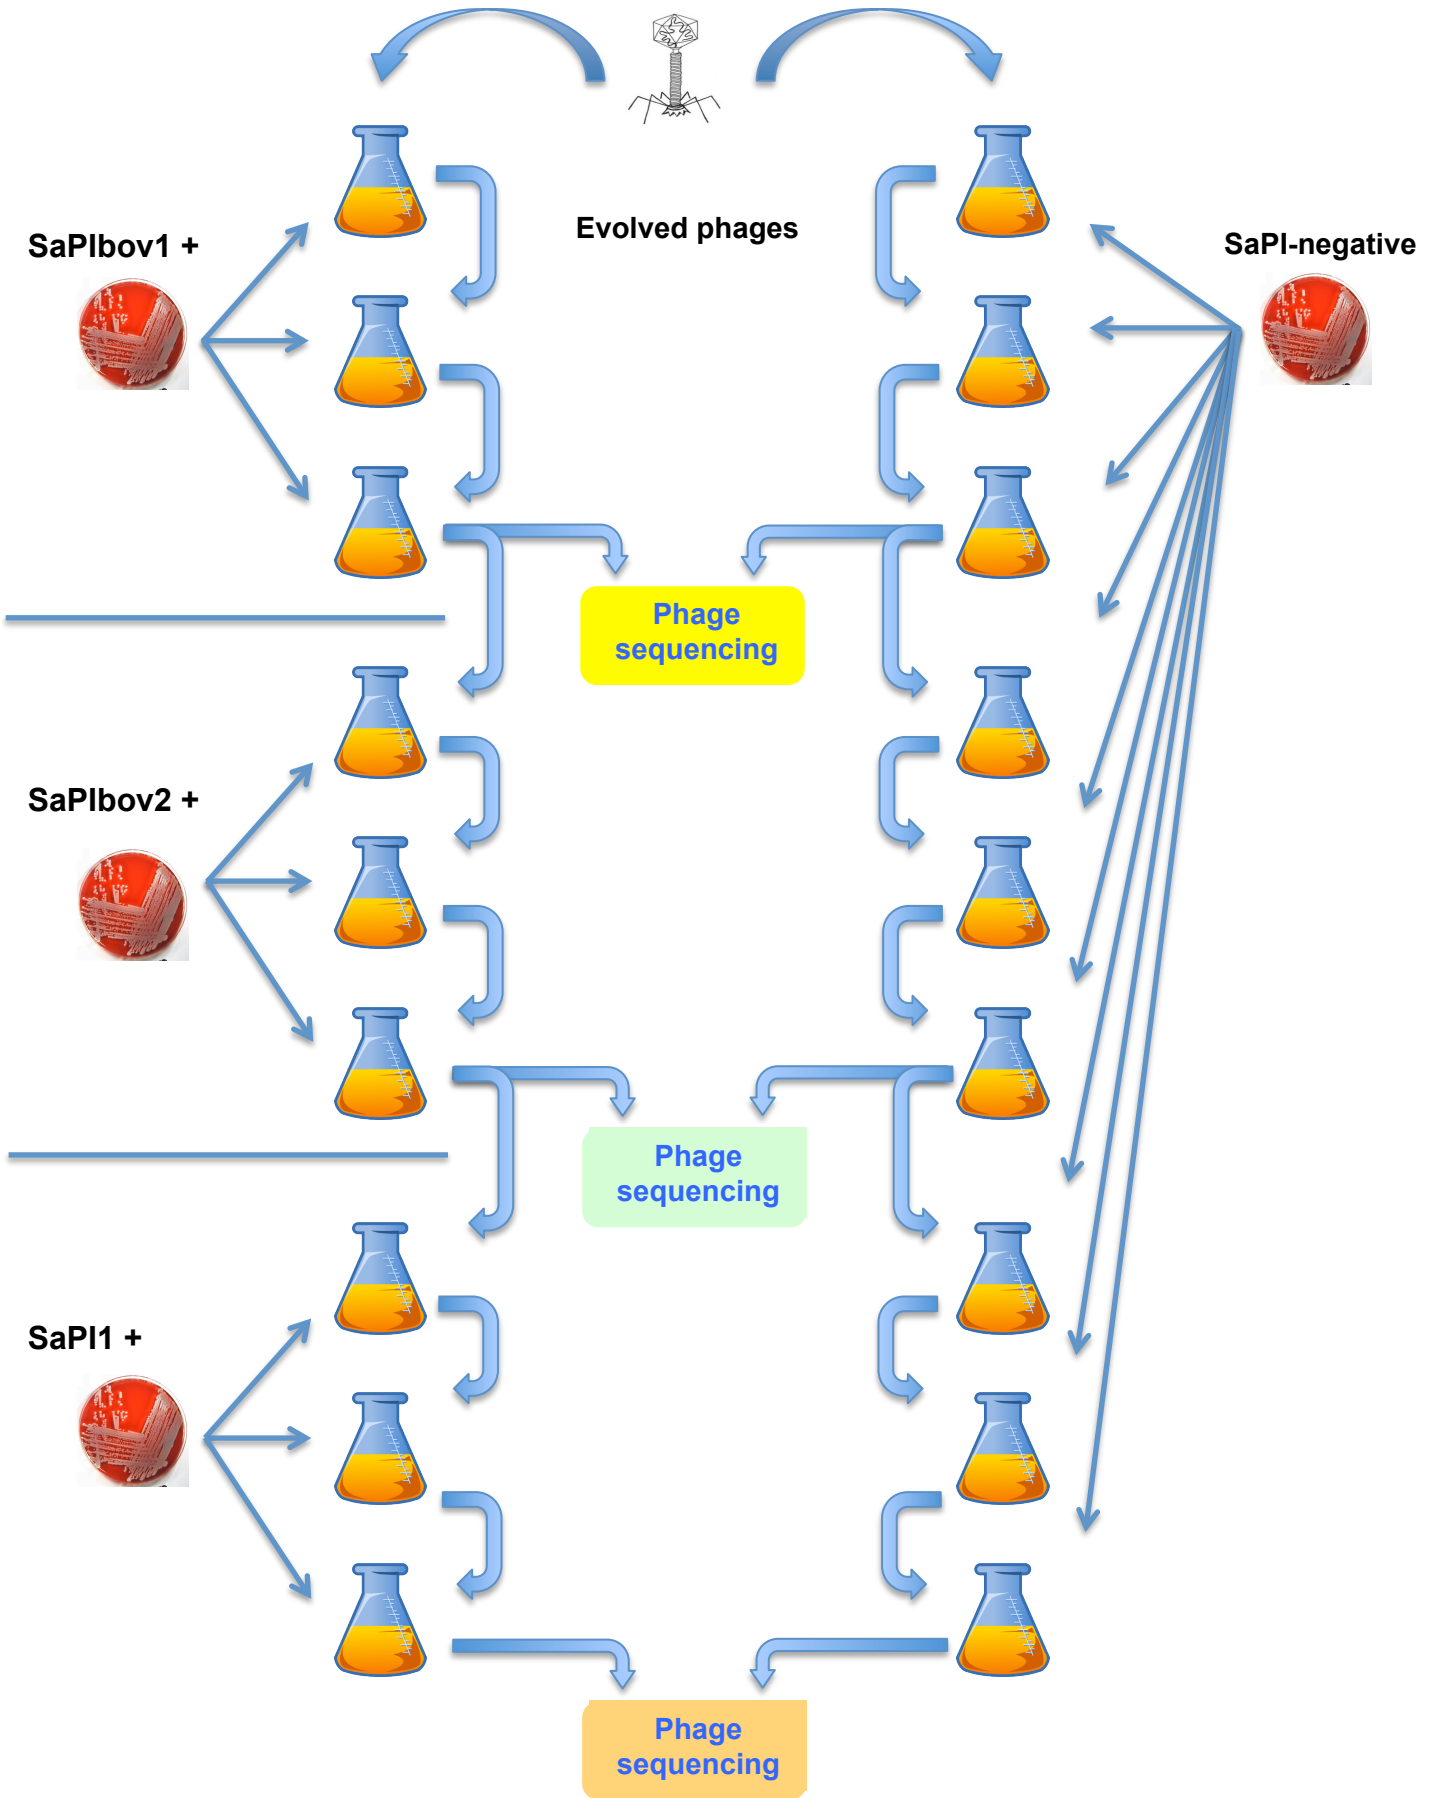 Evolved phages
SaPIbov1 +
SaPI-negative
Phage
sequencing
SaPIbov2 +
Phage
sequencing
SaPI1 +
Phage
sequencing